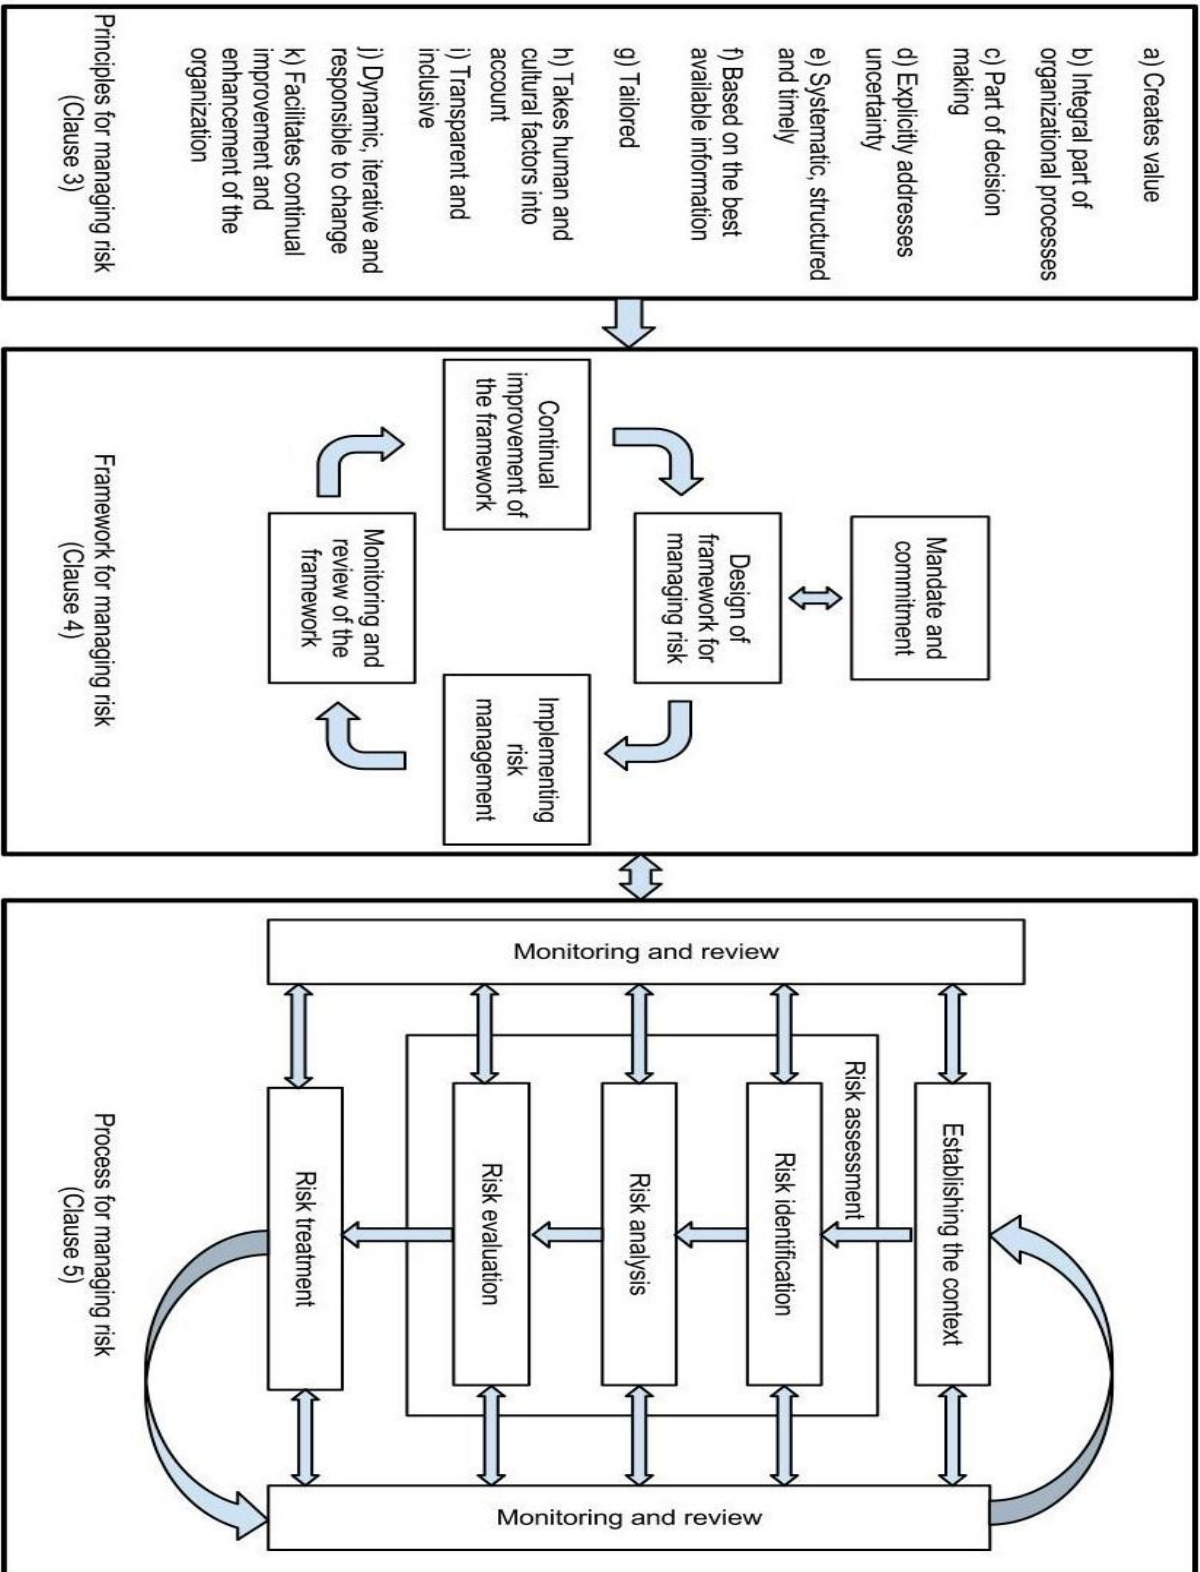 a) Creates value
b) Integral part of
organizational processes
c) Part of decision
making
d) Explicitly addresses
uncertainty
e) Systematic, structured
and timely
f) Based on the best
available information
g) Tailored
h) Takes human and
cultural factors into
account
i) Transparent and
inclusive
j) Dynamic, iterative and
responsible to change
k) Facilitates continual
improvement and
enhancement of the
organization
Principles for managing risk
(Clause 3)
Mandate and
commitment
Design of
framework for
managing risk
Continual
improvement of
the framework
Implementing
risk
management
Monitoring and
review of the
framework
Framework for managing risk
(Clause 4)
Monitoring and review
Establishing the context
Risk assessment
Risk identification
Risk analysis
Risk evaluation
Risk treatment
Monitoring and review
Process for managing risk
(Clause 5)